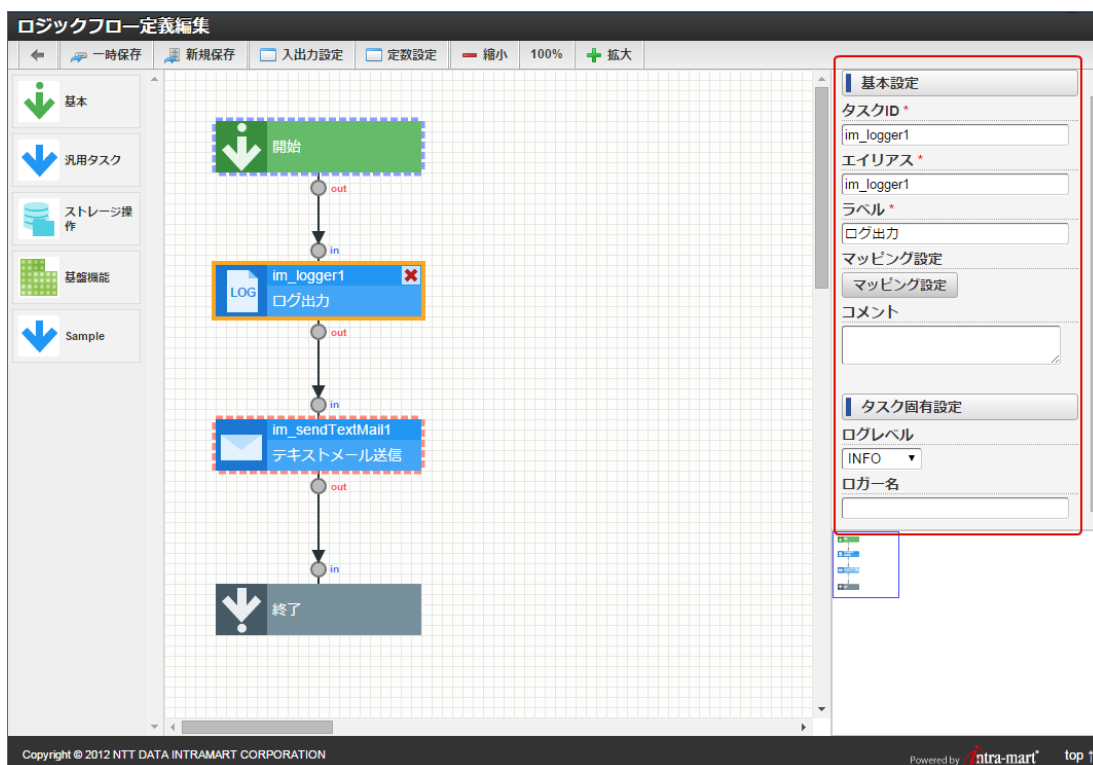 ロジックフロー定義編集
一時保存 新規保存 入出力設定 定数設定 縮小 100% 拡大
基本
汎用タスク
ストレージ操
作
基盤機能
Sample
開始
out
in
im_logger1
LOG
ログ出力
out
in
im_sendTextMail1
テキストメール送信
out
in
終了
基本設定
タスクID *
im_logger1
エイリアス *
im_logger1
ラベル *
ログ出力
マッピング設定
マッピング設定
コメント
タスク固有設定
ログレベル
INFO
ロガー名
Copyright © 2012 NTT DATA INTRAMART CORPORATION
Powered by intra-mart
top ↑